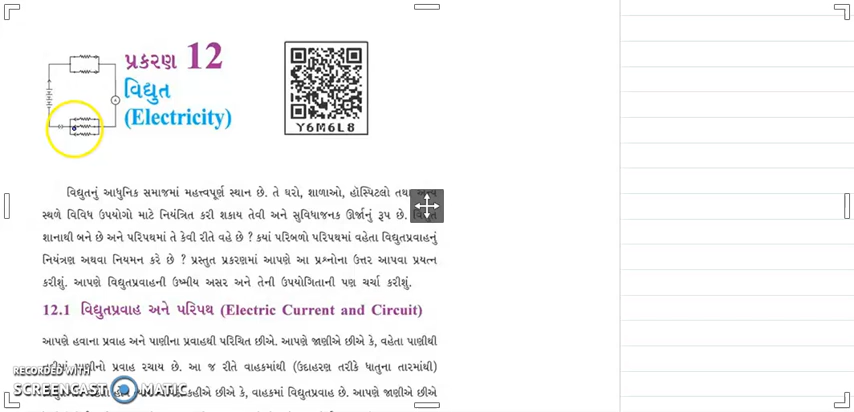 પ્રકરણ 12
વિદ્યુત
(Electricity)
Y6M6L8
વિદ્યુતનું આધુનિક સમાજમાં મહત્ત્વપૂર્ણ સ્થાન છે. તે ઘરો, શાળાઓ, હૉસ્પિટલો તથા અન્ય
સ્થળે વિવિધ ઉપયોગો માટે નિયંત્રિત કરી શકાય તેવી અને સુવિધાજનક ઊર્જાનું રૂપ છે. વિદ્યુત
શાનાથી બને છે અને પરિપથમાં તે કેવી રીતે વહે છે ? ક્યાં પરિબળો પરિપથમાં વહેતા વિદ્યુતપ્રવાહનું
નિયંત્રણ અથવા નિયમન કરે છે ? પ્રસ્તુત પ્રકરણમાં આપણે આ પ્રશ્નોના ઉત્તર આપવા પ્રયત્ન
કરીશું. આપણે વિદ્યુતપ્રવાહની ઉષ્મીય અસર અને તેની ઉપયોગિતાની પણ ચર્ચા કરીશું.
12.1 વિદ્યુતપ્રવાહ અને પરિપથ (Electric Current and Circuit)
આપણે હવાના પ્રવાહ અને પાણીના પ્રવાહથી પરિચિત છીએ. આપણે જાણીએ છીએ કે, વહેતા પાણીથી
પાણીનો પ્રવાહ રચાય છે. આ જ રીતે વાહકમાંથી (ઉદાહરણ તરીકે ધાતુના તારમાંથી)
કહીએ છીએ કે, વાહકમાં વિદ્યુતપ્રવાહ છે. આપણે જાણીએ છીએ
RECORDED WITH
SCREENCAST MATIC